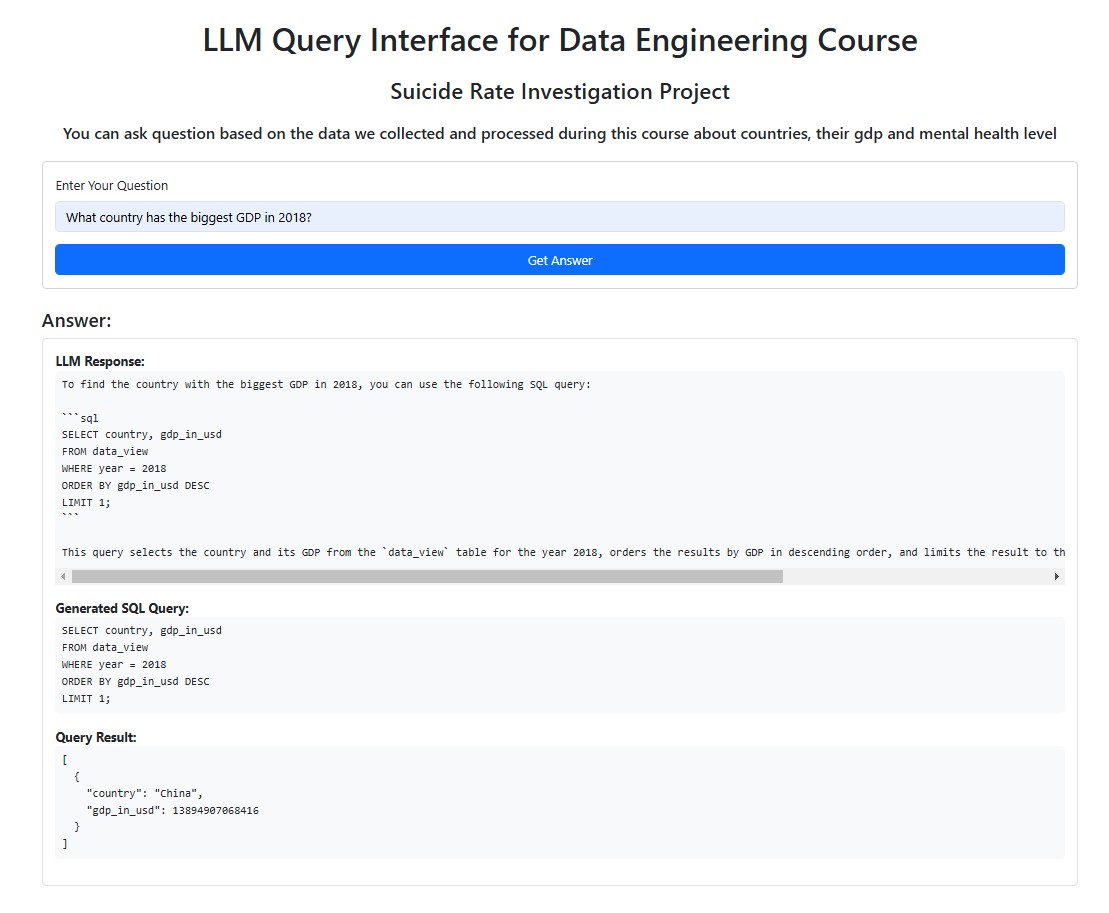 LLM Query Interface for Data Engineering Course
Suicide Rate Investigation Project
You can ask question based on the data we collected and processed during this course about countries, their gdp and mental health level
Enter Your Question
What country has the biggest GDP in 2018?
Get Answer
Answer:
LLM Response:
To find the country with the biggest GDP in 2018, you can use the following SQL query:
```sql
SELECT country, gdp_in_usd
FROM data_view
WHERE year = 2018
ORDER BY gdp_in_usd DESC
LIMIT 1;
```
This query selects the country and its GDP from the `data_view` table for the year 2018, orders the results by GDP in descending order, and limits the result to th
Generated SQL Query:
SELECT country, gdp_in_usd
FROM data_view
WHERE year = 2018
ORDER BY gdp_in_usd DESC
LIMIT 1;
Query Result:
[
  {
    "country": "China",
    "gdp_in_usd": 13894907068416
  }
]